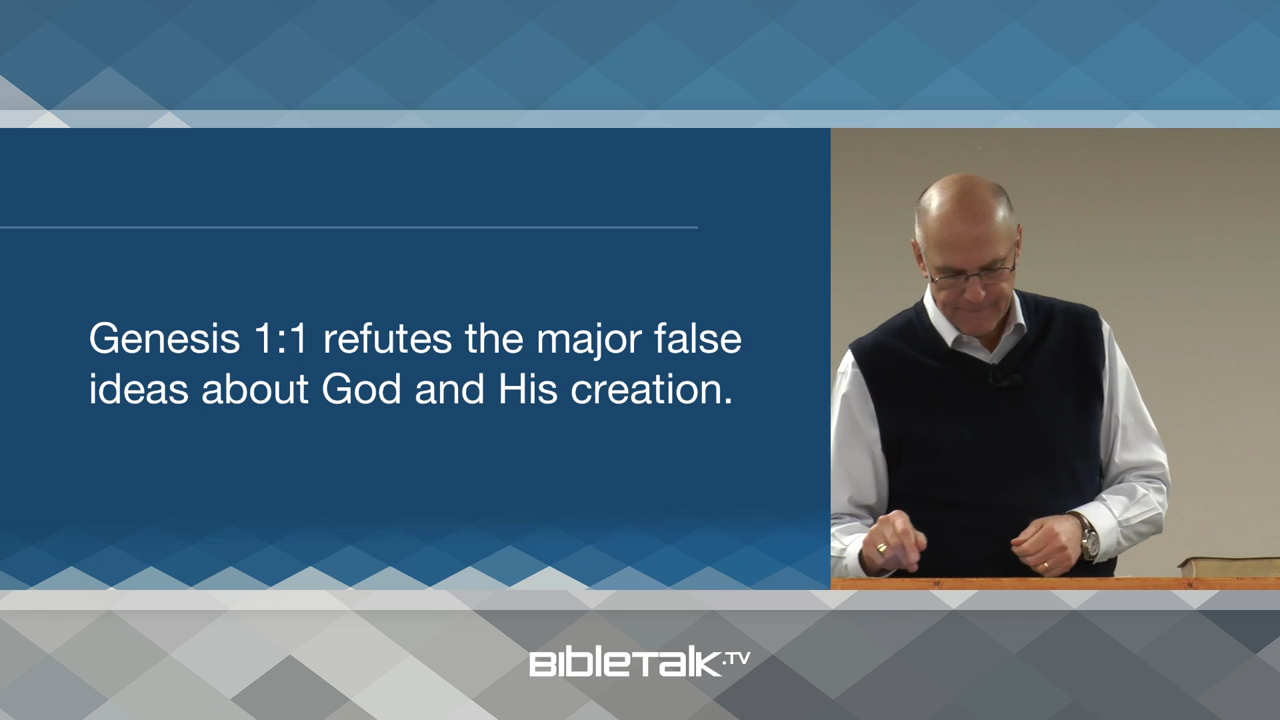 Genesis 1:1 refutes the major false
ideas about God and His creation.
BIBLETALK.TV